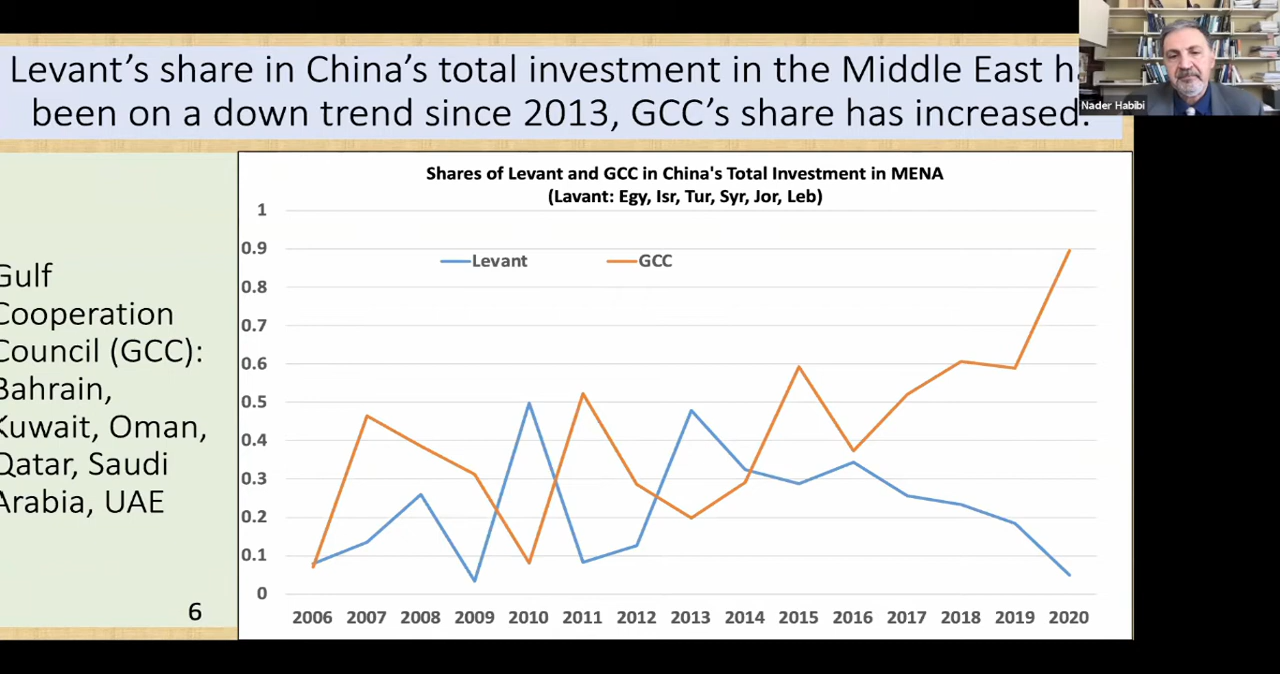 Levant’s share in China’s total investment in the Middle East
been on a down trend since 2013, GCC’s share has increased.
Nader Habibi
Gulf
Cooperation
Council (GCC):
Bahrain,
Kuwait, Oman,
Qatar, Saudi
Arabia, UAE
6
Shares of Levant and GCC in China's Total Investment in MENA
(Lavant: Egy, Isr, Tur, Syr, Jor, Leb)
Levant GCC
1
0.9
0.8
0.7
0.6
0.5
0.4
0.3
0.2
0.1
0
2006 2007 2008 2009 2010 2011 2012 2013 2014 2015 2016 2017 2018 2019 2020